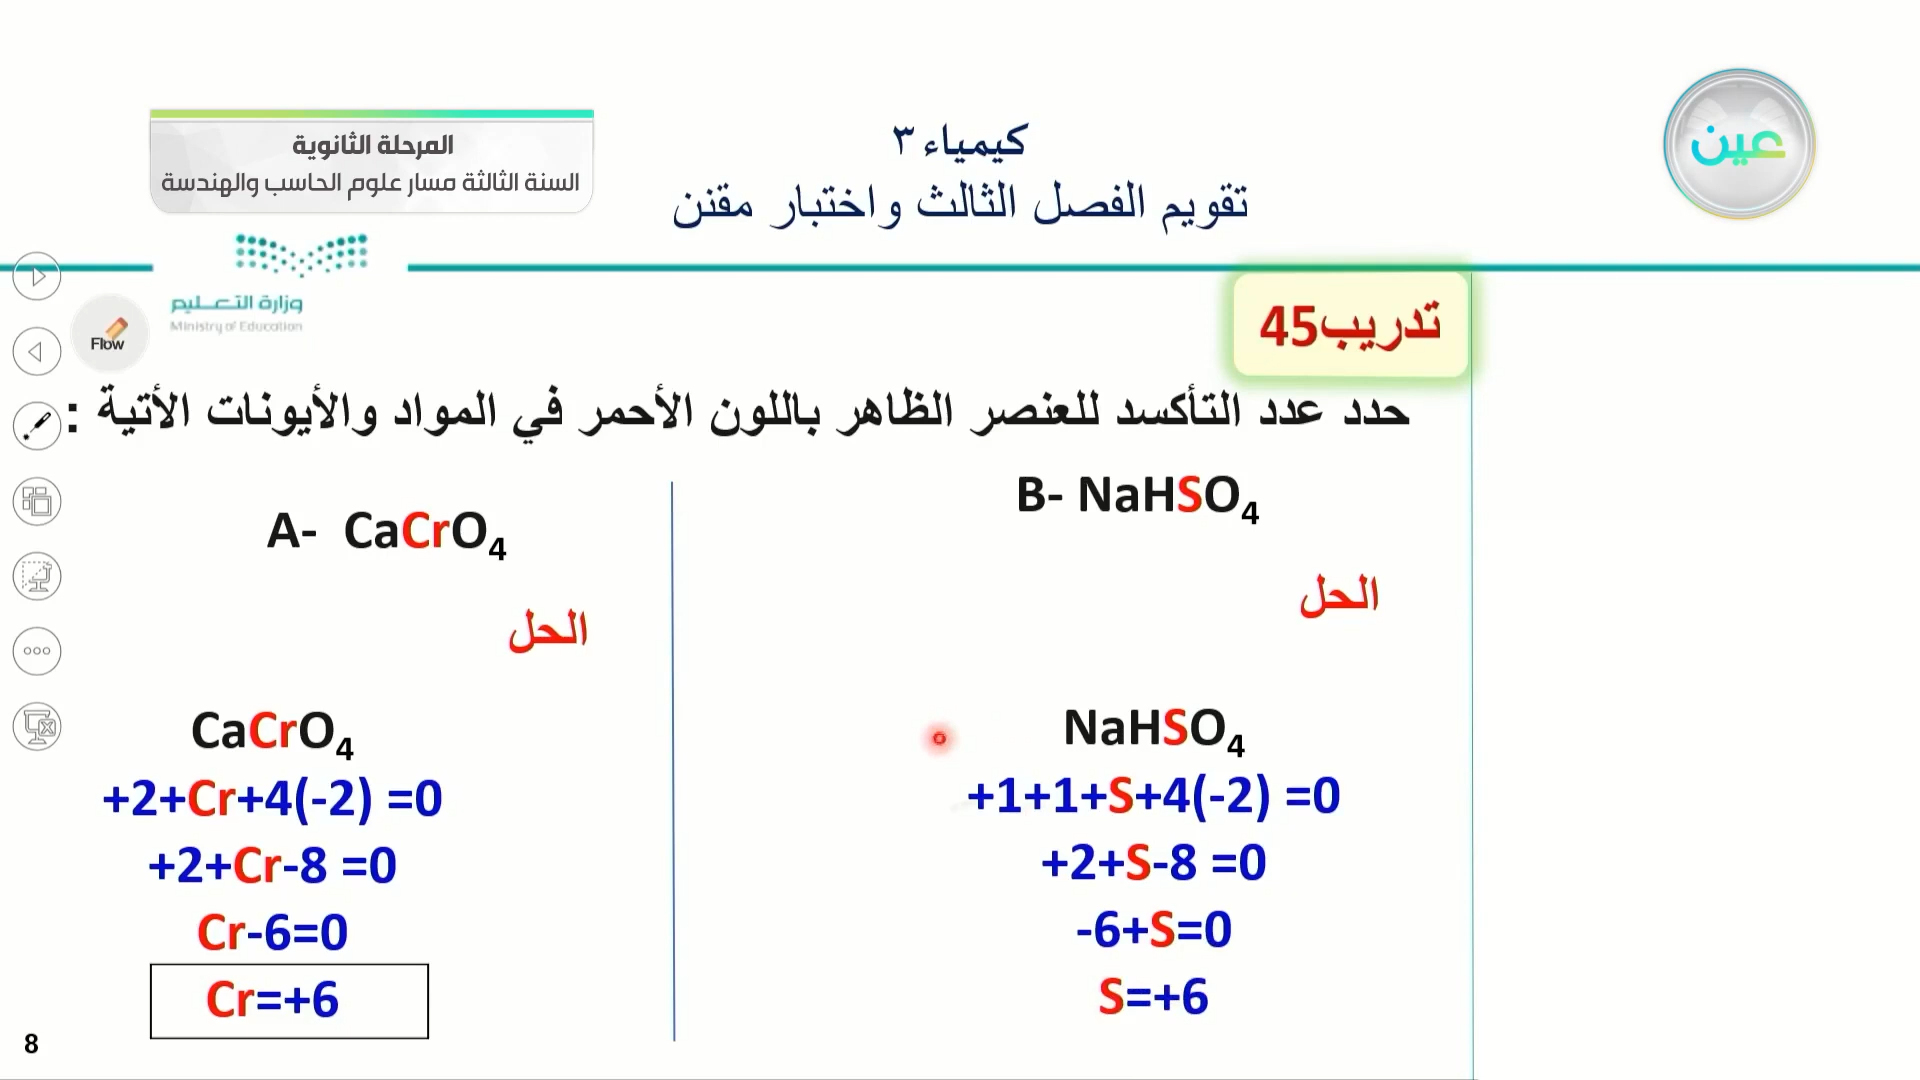 عين
كيمياء ٣
تقويم الفصل الثالث واختبار مقنن
المرحلة الثانوية
السنة الثالثة مسار علوم الحاسب والهندسة
وزارة التعليم
Ministry of Education
Flow
تدريب45
حدد عدد التأكسد للعنصر الظاهر باللون الأحمر في المواد والأيونات الأتية :
A- CaCrO4
الحل
CaCrO4
+2+Cr+4(-2) =0
+2+Cr-8 =0
Cr-6=0
Cr=+6
B- NaHSO4
الحل
NaHSO4
+1+1+S+4(-2) =0
+2+S-8 =0
-6+S=0
S=+6
8